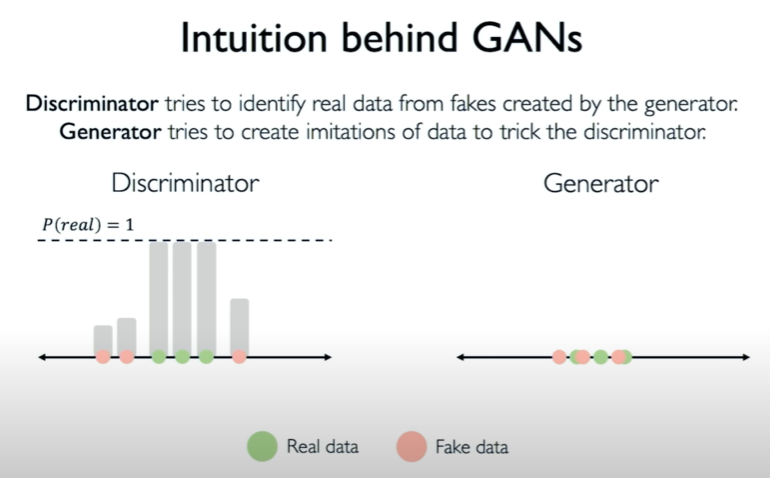 Intuition behind GANs
Discriminator tries to identify real data from fakes created by the generator.
Generator tries to create imitations of data to trick the discriminator.
Discriminator
Generator
P(real) = 1
Real data
Fake data